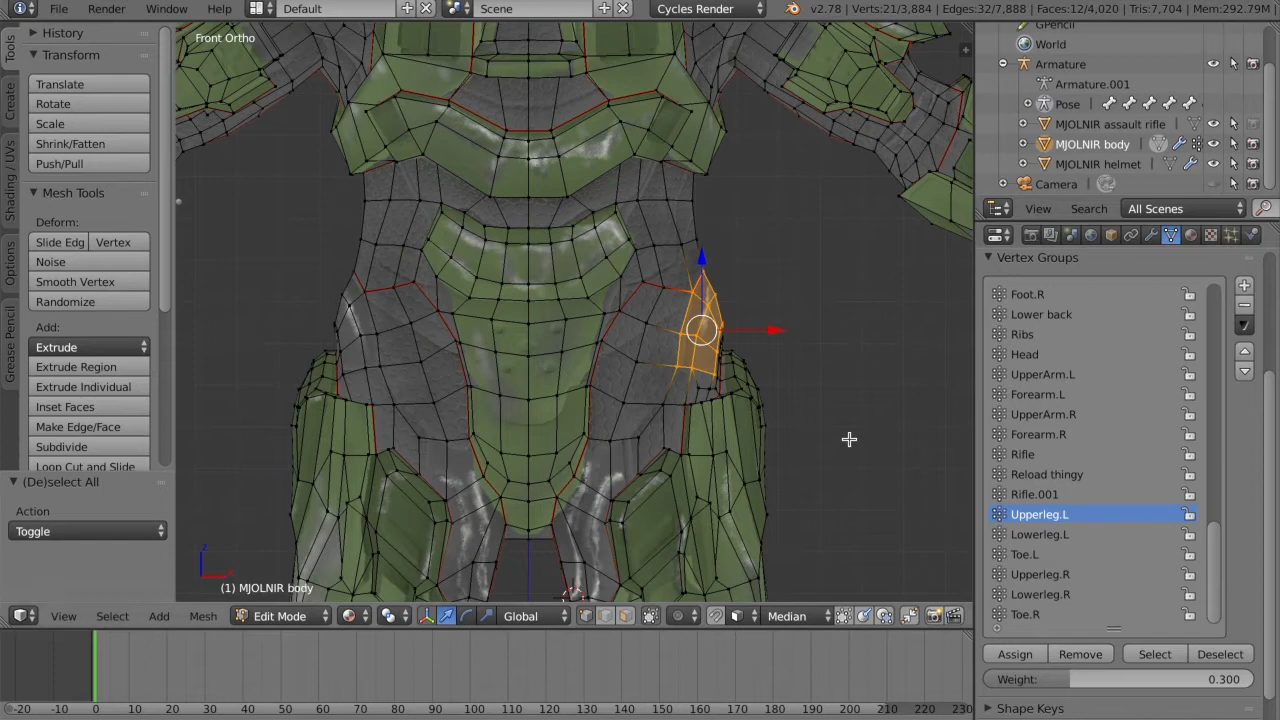 File Render Window Help Default Scene Cycles Render v2.78 | Verts:21/3,884 | Edges:32/7,888 | Faces:12/4,020 | Tris:7,704 | Mem:292.79M
Tools
Create
Shading / UVs
Options
Grease Pencil
History
Transform
Translate
Rotate
Scale
Shrink/Fatten
Push/Pull
Mesh Tools
Deform:
Slide Edg Vertex
Noise
Smooth Vertex
Randomize
Add:
Extrude
Extrude Region
Extrude Individual
Inset Faces
Make Edge/Face
Subdivide
Loop Cut and Slide
(De)select All
Action
Toggle
Front Ortho
z
x
(1) MJOLNIR body
View Select Add Mesh Edit Mode Global Median
-20 -10 0 10 20 30 40 50 60 70 80 90 100 110 120 130 140 150 160 170 180 190 200 210 220 230
GPencil
World
Armature
Armature.001
Pose
MJOLNIR assault rifle
MJOLNIR body
MJOLNIR helmet
Camera
View Search All Scenes
Vertex Groups
Foot.R
Lower back
Ribs
Head
UpperArm.L
Forearm.L
UpperArm.R
Forearm.R
Rifle
Reload thingy
Rifle.001
Upperleg.L
Lowerleg.L
Toe.L
Upperleg.R
Lowerleg.R
Toe.R
Assign Remove Select Deselect
Weight: 0.300
Shape Keys